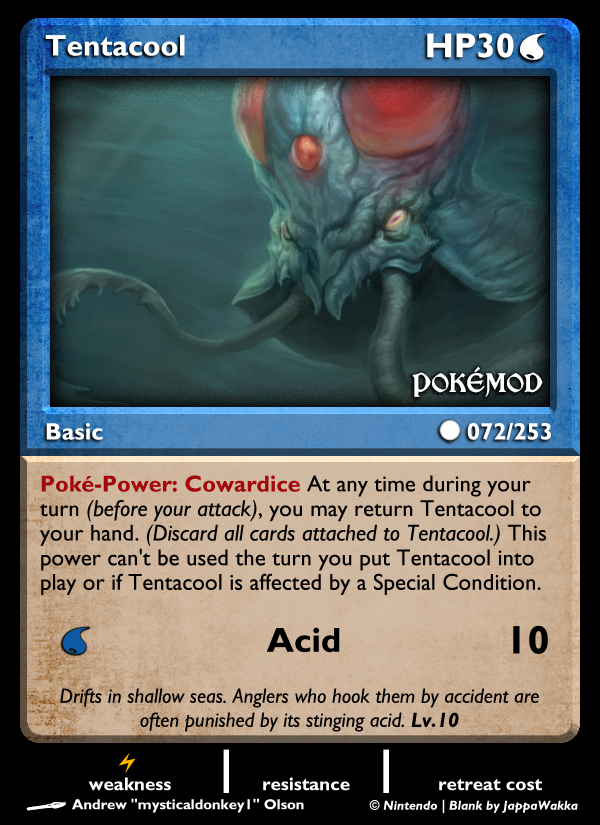 Tentacool HP30
POKÉMOD
Basic 072/253
Poké-Power: Cowardice At any time during your
turn (before your attack), you may return Tentacool to
your hand. (Discard all cards attached to Tentacool.) This
power can't be used the turn you put Tentacool into
play or if Tentacool is affected by a Special Condition.
Acid 10
Drifts in shallow seas. Anglers who hook them by accident are
often punished by its stinging acid. Lv.10
weakness resistance retreat cost
Andrew "mysticaldonkey1" Olson © Nintendo | Blank by JappaWakka